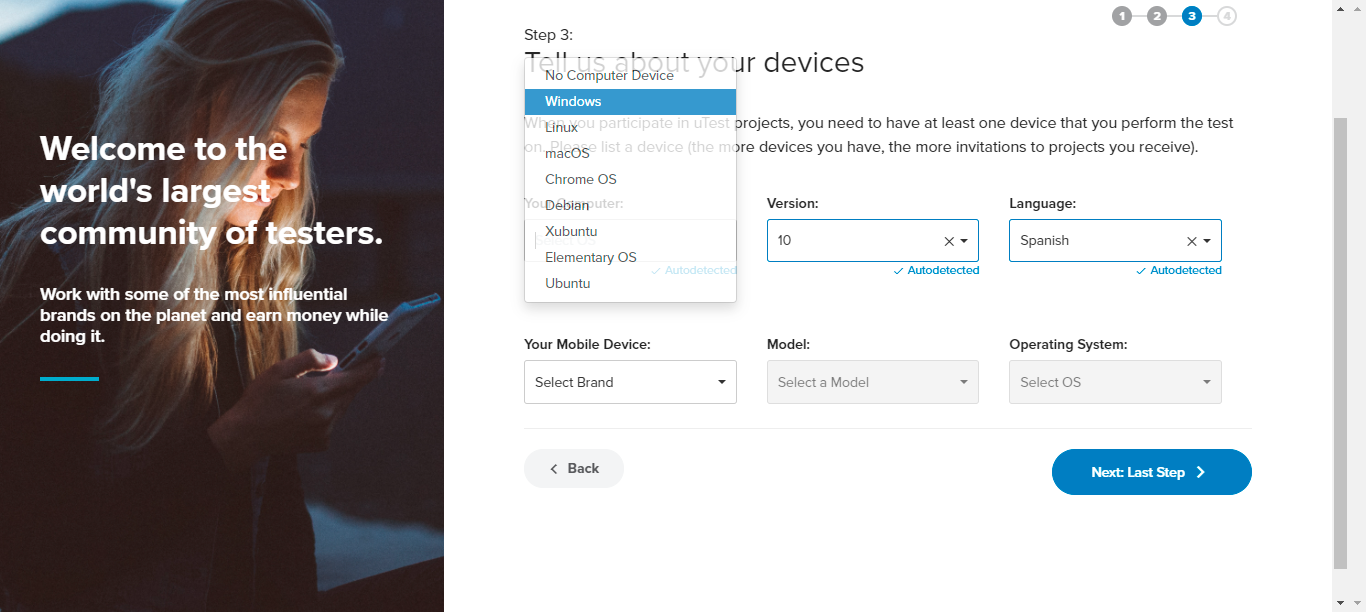 Welcome to the
world's largest
community of testers.
Work with some of the most influential
brands on the planet and earn money while
doing it.
1 2 3 4
Step 3:
Tell us about your devices
When you participate in uTest projects, you need to have at least one device that you perform the test
on. Please list a device (the more devices you have, the more invitations to projects you receive).
No Computer Device
Windows
Linux
macOS
Chrome OS
Debian
Xubuntu
Elementary OS
Ubuntu
Your Computer:
Autodetected
Version:
10
Autodetected
Language:
Spanish
Autodetected
Your Mobile Device:
Select Brand
Model:
Select a Model
Operating System:
Select OS
Back
Next: Last Step